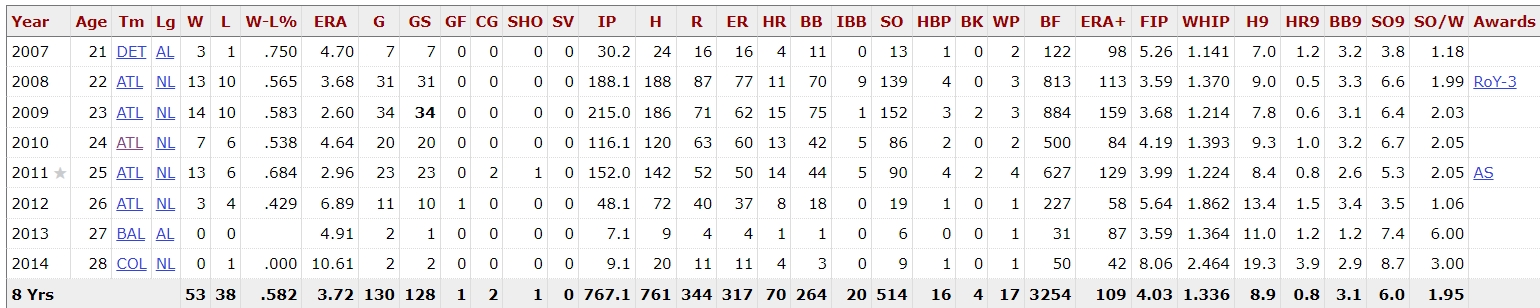 Year Age Tm Lg W L W-L% ERA G GS GF CG SHO SV IP H R ER HR BB IBB SO HBP BK WP BF ERA+ FIP WHIP H9 HR9 BB9 SO9 SO/W Awards
2007 21 DET AL 3 1 .750 4.70 7 7 0 0 0 0 30.2 24 16 16 4 11 0 13 1 0 2 122 98 5.26 1.141 7.0 1.2 3.2 3.8 1.18
2008 22 ATL NL 13 10 .565 3.68 31 31 0 0 0 0 188.1 188 87 77 11 70 9 139 4 0 3 813 113 3.59 1.370 9.0 0.5 3.3 6.6 1.99 RoY-3
2009 23 ATL NL 14 10 .583 2.60 34 34 0 0 0 0 215.0 186 71 62 15 75 1 152 3 2 3 884 159 3.68 1.214 7.8 0.6 3.1 6.4 2.03
2010 24 ATL NL 7 6 .538 4.64 20 20 0 0 0 0 116.1 120 63 60 13 42 5 86 2 0 2 500 84 4.19 1.393 9.3 1.0 3.2 6.7 2.05
2011 25 ATL NL 13 6 .684 2.96 23 23 0 2 1 0 152.0 142 52 50 14 44 5 90 4 2 4 627 129 3.99 1.224 8.4 0.8 2.6 5.3 2.05 AS
2012 26 ATL NL 3 4 .429 6.89 11 10 1 0 0 0 48.1 72 40 37 8 18 0 19 1 0 1 227 58 5.64 1.862 13.4 1.5 3.4 3.5 1.06
2013 27 BAL AL 0 0 4.91 2 1 0 0 0 0 7.1 9 4 4 1 1 0 6 0 0 1 31 87 3.59 1.364 11.0 1.2 1.2 7.4 6.00
2014 28 COL NL 0 1 .000 10.61 2 2 0 0 0 0 9.1 20 11 11 4 3 0 9 1 0 1 50 42 8.06 2.464 19.3 3.9 2.9 8.7 3.00
8 Yrs 53 38 .582 3.72 130 128 1 2 1 0 767.1 761 344 317 70 264 20 514 16 4 17 3254 109 4.03 1.336 8.9 0.8 3.1 6.0 1.95